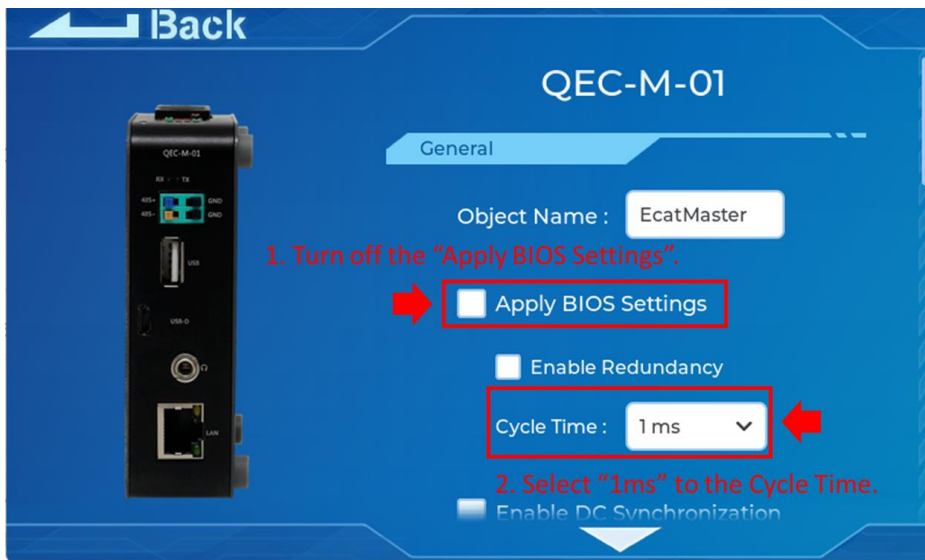 Back
QEC-M-01
QEC-M-01
RX TX
485+ GND
485- GND
USB
USB-D
LAN
General
Object Name : EcatMaster
1. Turn off the “Apply BIOS Settings”.
Apply BIOS Settings
Enable Redundancy
Cycle Time : 1 ms
2. Select “1ms” to the Cycle Time.
Enable DC Synchronization